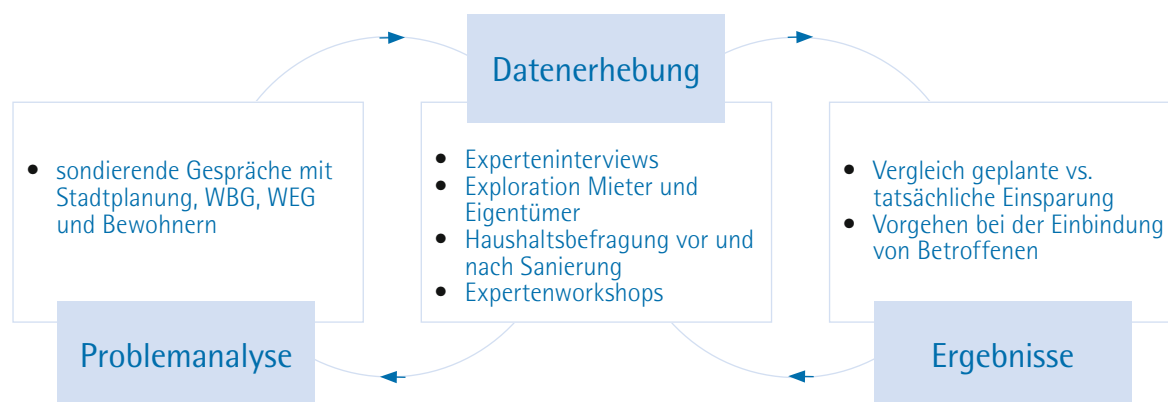 Datenerhebung
• sondierende Gespräche mit
Stadtplanung, WBG, WEG
und Bewohnern
Problemanalyse
• Experteninterviews
• Exploration Mieter und
Eigentümer
• Haushaltsbefragung vor und
nach Sanierung
• Expertenworkshops
• Vergleich geplante vs.
tatsächliche Einsparung
• Vorgehen bei der Einbindung
von Betroffenen
Ergebnisse